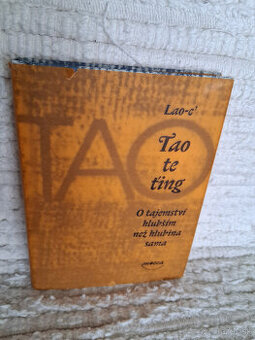 TAO
Lao-c'
Tao
te
ťing
O tajemství
hlubším
než hlubina
sama